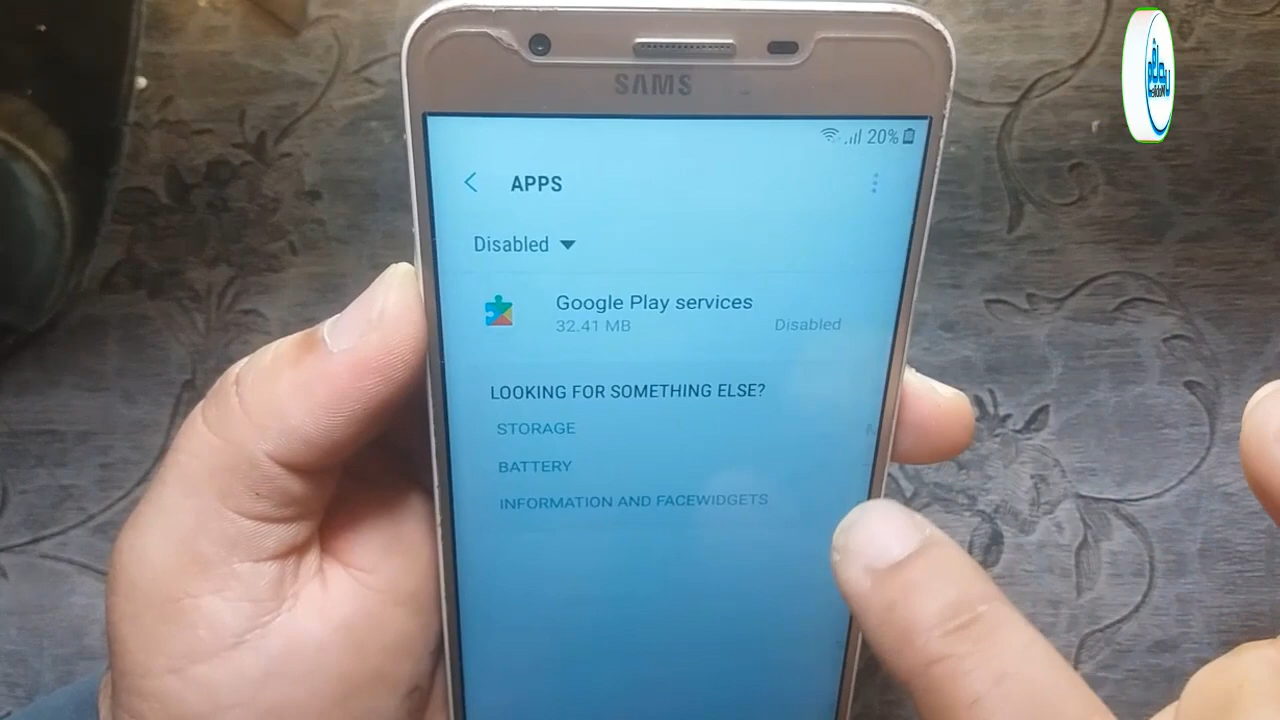 SAMS
20%
APPS
Disabled
Google Play services
32.41 MB
Disabled
LOOKING FOR SOMETHING ELSE?
STORAGE
BATTERY
INFORMATION AND FACEWIDGETS